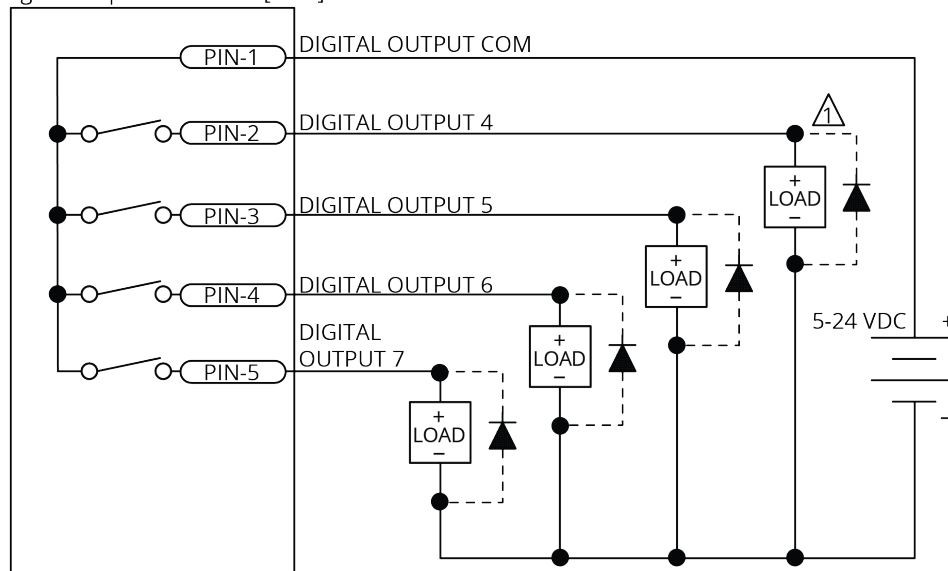 PIN-1 DIGITAL OUTPUT COM
PIN-2 DIGITAL OUTPUT 4
1
+
LOAD
–
PIN-3 DIGITAL OUTPUT 5
+
LOAD
–
PIN-4 DIGITAL OUTPUT 6
+
LOAD
–
5-24 VDC +
–
DIGITAL
OUTPUT 7
PIN-5
+
LOAD
–